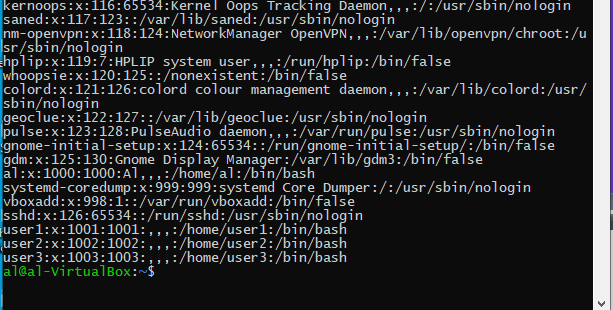 kernoops:x:116:65534:Kernel Oops Tracking Daemon,,,:/:/usr/sbin/nologin
saned:x:117:123::/var/lib/saned:/usr/sbin/nologin
nm-openvpn:x:118:124:NetworkManager OpenVPN,,,:/var/lib/openvpn/chroot:/u
sr/sbin/nologin
hplip:x:119:7:HPLIP system user,,,:/run/hplip:/bin/false
whoopsie:x:120:125::/nonexistent:/bin/false
colord:x:121:126:colord colour management daemon,,,:/var/lib/colord:/usr/
sbin/nologin
geoclue:x:122:127::/var/lib/geoclue:/usr/sbin/nologin
pulse:x:123:128:PulseAudio daemon,,,:/var/run/pulse:/usr/sbin/nologin
gnome-initial-setup:x:124:65534::/run/gnome-initial-setup/:/bin/false
gdm:x:125:130:Gnome Display Manager:/var/lib/gdm3:/bin/false
al:x:1000:1000:Al,,,:/home/al:/bin/bash
systemd-coredump:x:999:999:systemd Core Dumper:/:/usr/sbin/nologin
vboxadd:x:998:1::/var/run/vboxadd:/bin/false
sshd:x:126:65534::/run/sshd:/usr/sbin/nologin
user1:x:1001:1001:,,,:/home/user1:/bin/bash
user2:x:1002:1002:,,,:/home/user2:/bin/bash
user3:x:1003:1003:,,,:/home/user3:/bin/bash
al@al-VirtualBox:~$